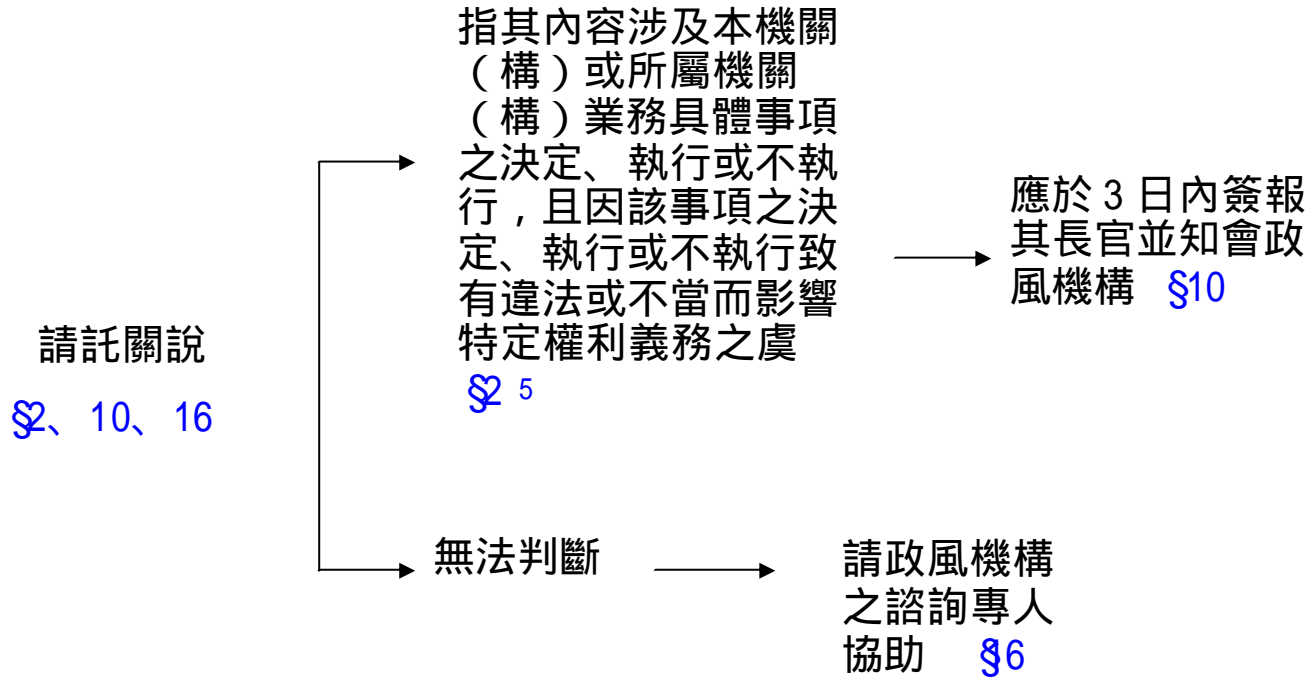 指其內容涉及本機關
（構）或所屬機關
（構）業務具體事項
之決定、執行或不執
行，且因該事項之決
定、執行或不執行致
有違法或不當而影響
特定權利義務之虞
§2 5
應於 3 日內簽報
其長官並知會政
風機構 §10
請託關說
§2、10、16
無法判斷
請政風機構
之諮詢專人
協助 §16